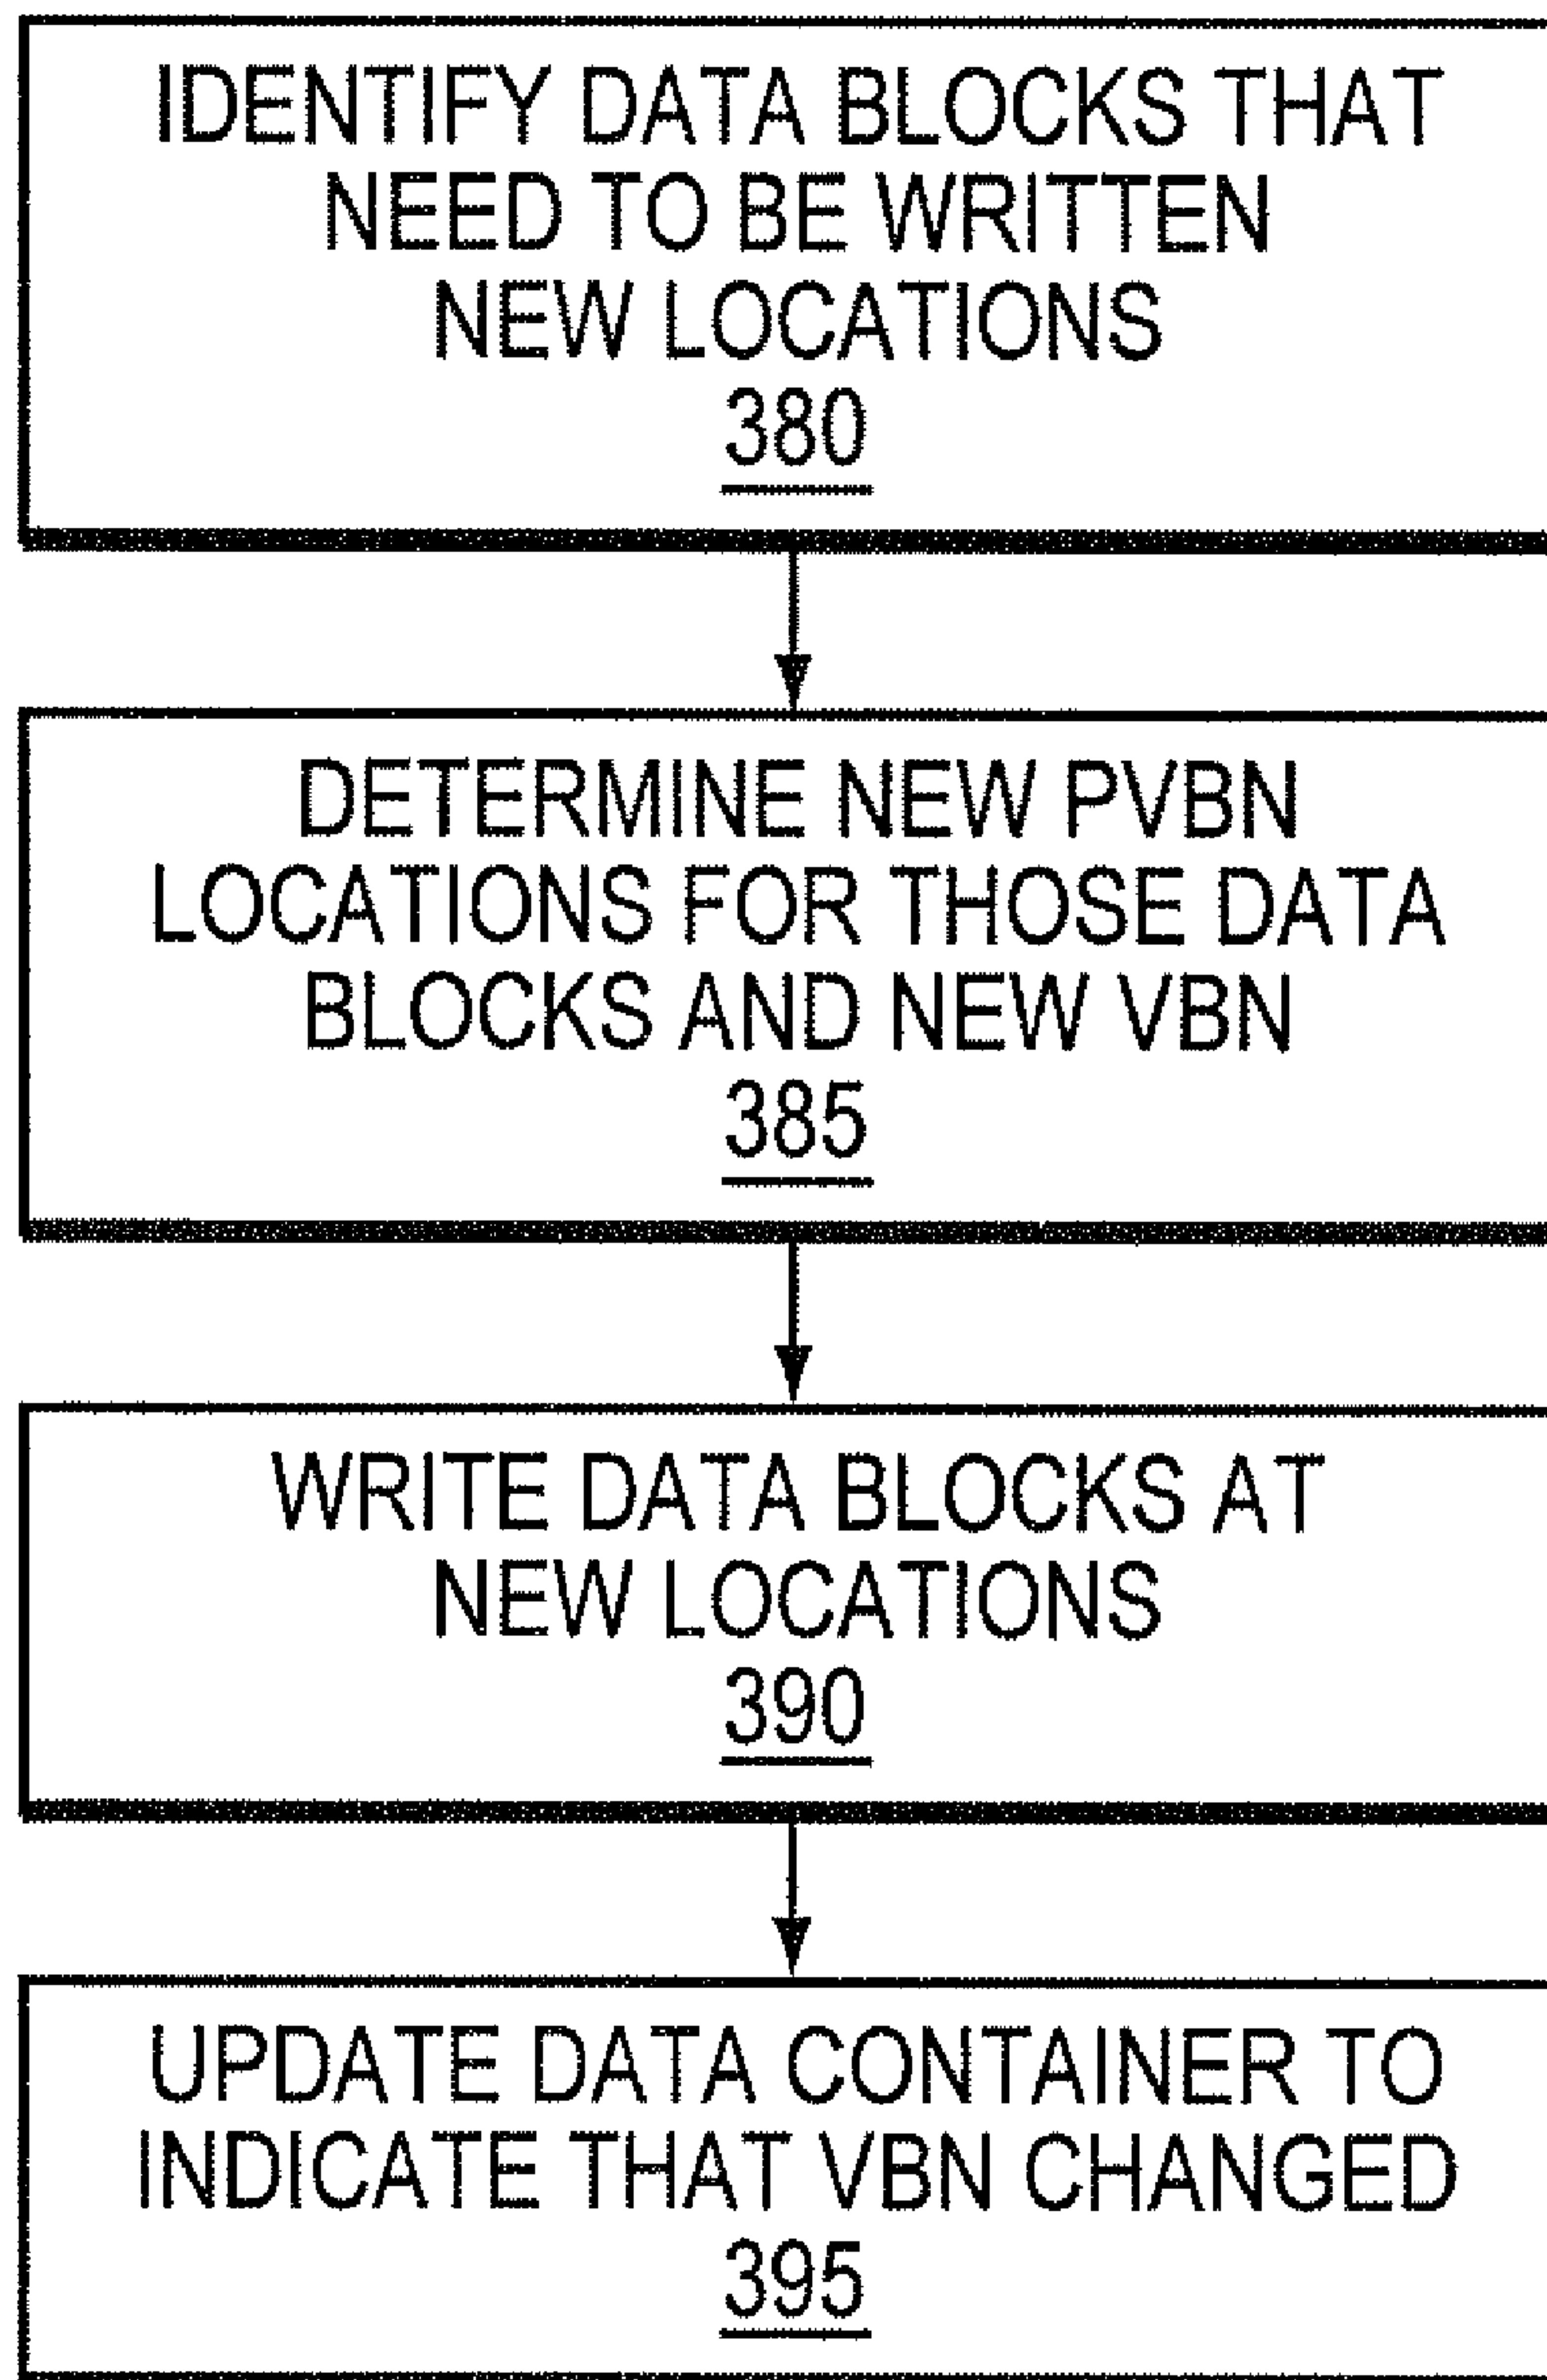 IDENTIFY DATA BLOCKS THAT
NEED TO BE WRITTEN
NEW LOCATIONS
380
DETERMINE NEW PVBN
LOCATIONS FOR THOSE DATA
BLOCKS AND NEW VBN
385
WRITE DATA BLOCKS AT
NEW LOCATIONS
390
UPDATE DATA CONTAINER TO
INDICATE THAT VBN CHANGED
395